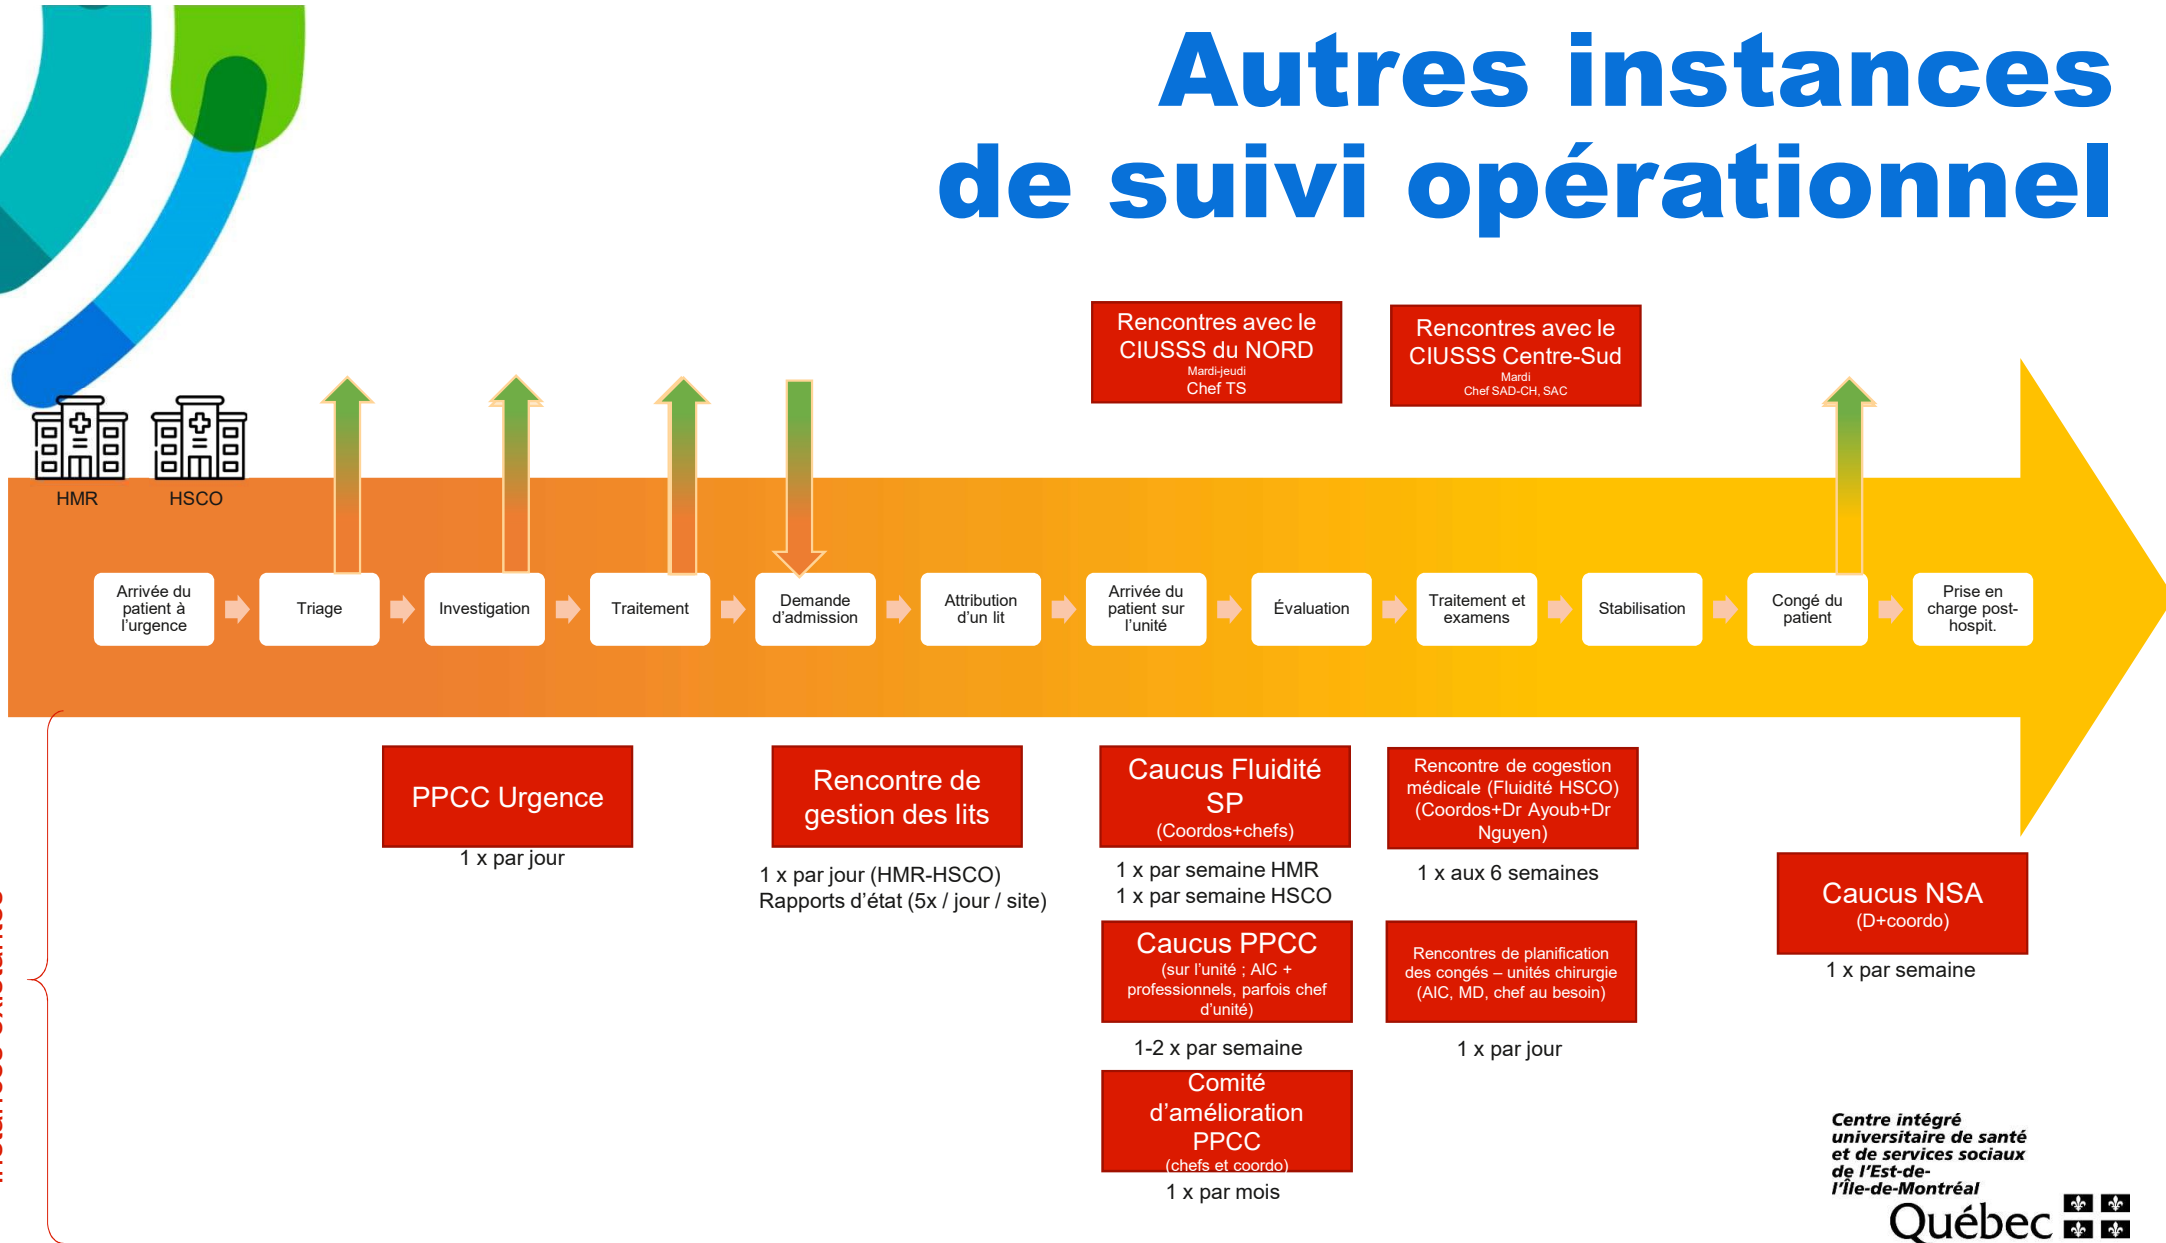 Autres instances
de suivi opérationnel
Rencontres avec le
CIUSSS du NORD
Mardi-jeudi
Chef TS
Rencontres avec le
CIUSSS Centre-Sud
Mardi
Chef SAD-CH, SAC
HMR
HSCO
Arrivée du
patient à
l’urgence
Triage
Investigation
Traitement
Demande
d’admission
Attribution
d’un lit
Arrivée du
patient sur
l’unité
Évaluation
Traitement et
examens
Stabilisation
Congé du
patient
Prise en
charge post-
hospit.
PPCC Urgence
1 x par jour
Rencontre de
gestion des lits
1 x par jour (HMR-HSCO)
Rapports d’état (5x / jour / site)
Caucus Fluidité
SP
(Coordos+chefs)
1 x par semaine HMR
1 x par semaine HSCO
Caucus PPCC
(sur l’unité ; AIC +
professionnels, parfois chef
d’unité)
1-2 x par semaine
Comité
d’amélioration
PPCC
(chefs et coordo)
1 x par mois
Rencontre de cogestion
médicale (Fluidité HSCO)
(Coordos+Dr Ayoub+Dr
Nguyen)
1 x aux 6 semaines
Rencontres de planification
des congés – unités chirurgie
(AIC, MD, chef au besoin)
1 x par jour
Caucus NSA
(D+coordo)
1 x par semaine
Centre intégré
universitaire de santé
et de services sociaux
de l’Est-de-
l’Île-de-Montréal
Québec